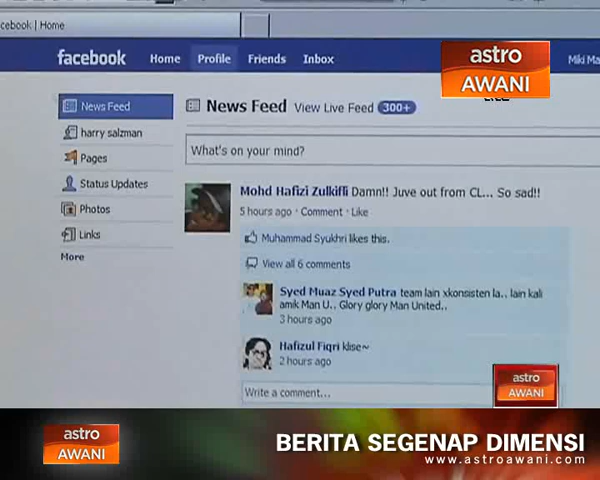 cebook | Home
facebook Home Profile Friends Inbox
Miki Ma
astro
AWANI
News Feed
harry salzman
Pages
Status Updates
Photos
Links
More
News Feed View Live Feed 300+
What's on your mind?
Mohd Hafizi Zulkifli Damn!! Juve out from CL... So sad!!
5 hours ago · Comment · Like
Muhammad Syukhri likes this.
View all 6 comments
Syed Muaz Syed Putra team lain xkonsisten la.. lain kali
amik Man U.. Glory glory Man United..
3 hours ago
Hafizul Fiqri klise~
2 hours ago
Write a comment...
astro
AWANI
astro
AWANI
BERITA SEGENAP DIMENSI
www.astroawani.com